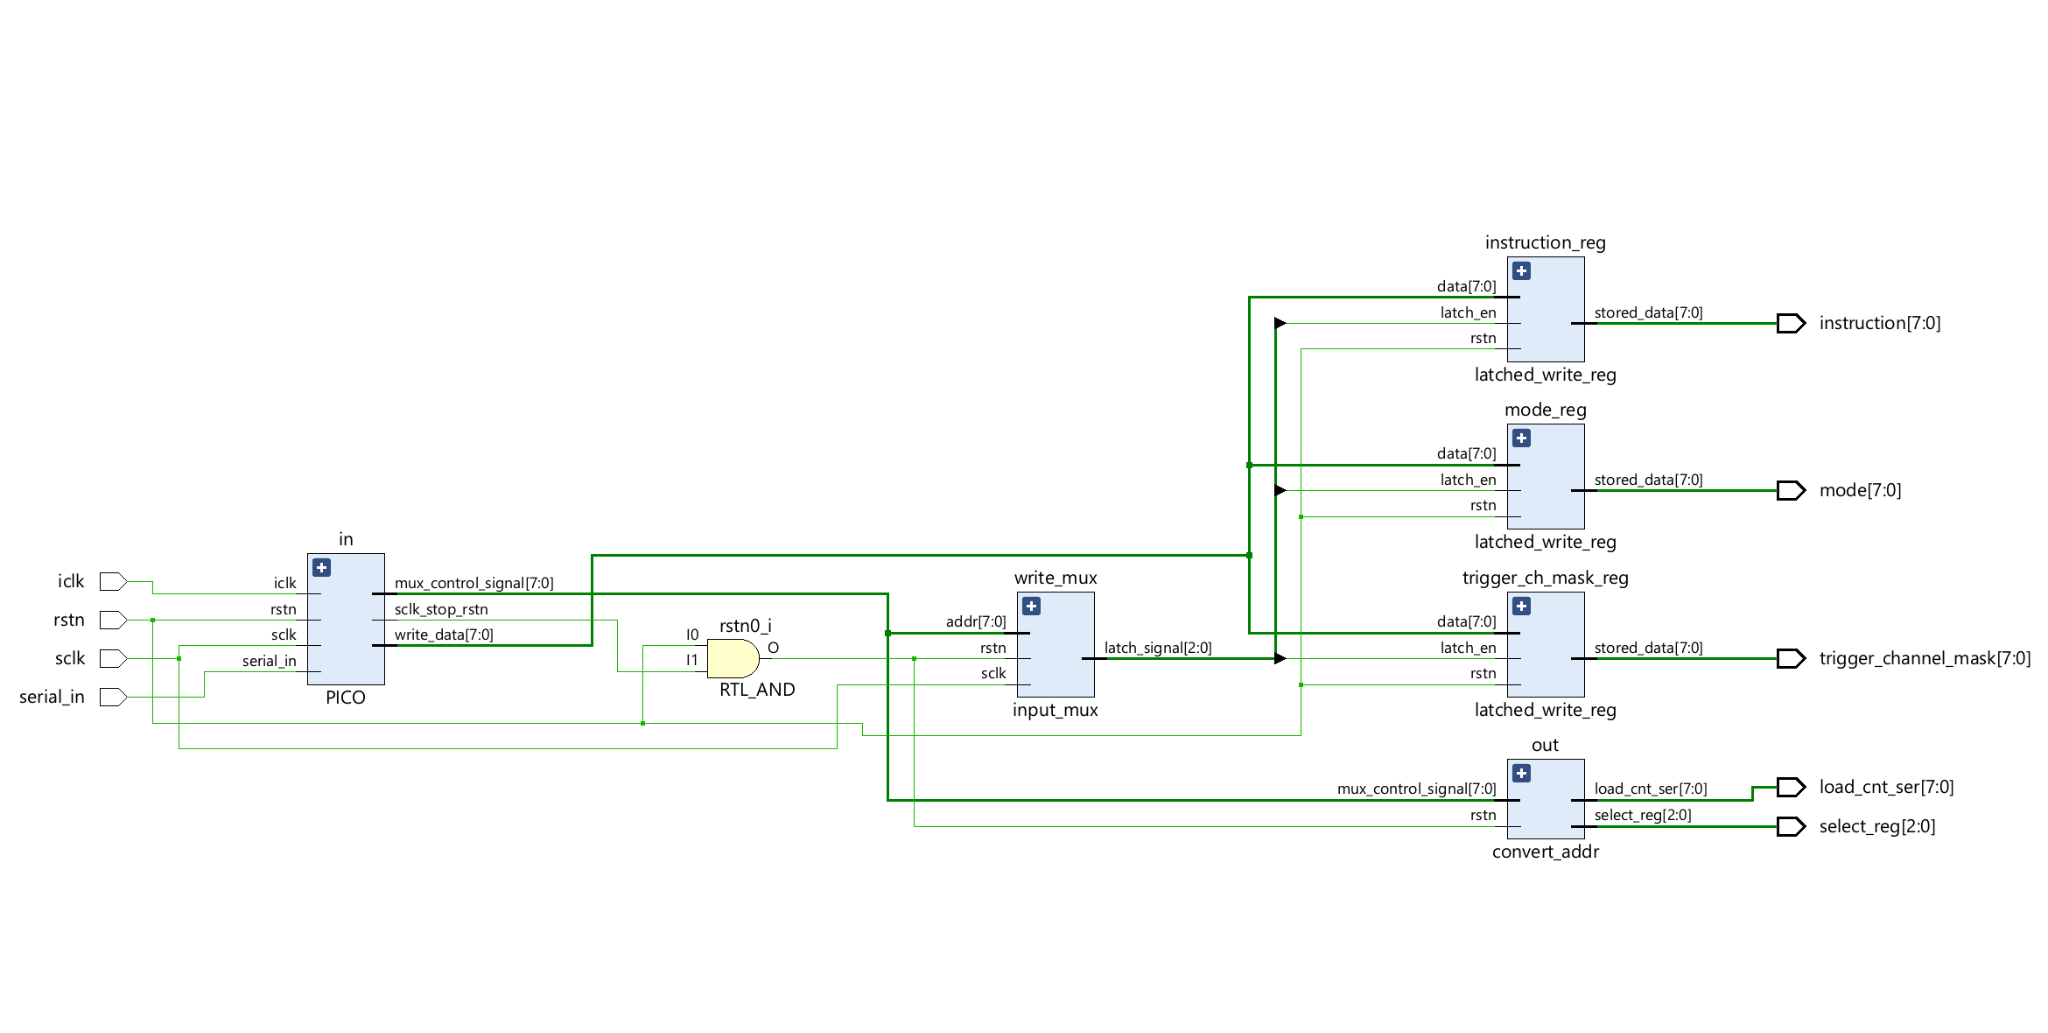 iclk
rstn
sclk
serial_in
in
iclk
rstn
sclk
serial_in
mux_control_signal[7:0]
sclk_stop_rstn
write_data[7:0]
PICO
rstn0_i
I0
I1
O
RTL_AND
write_mux
addr[7:0]
rstn
sclk
latch_signal[2:0]
input_mux
instruction_reg
data[7:0]
latch_en
rstn
stored_data[7:0]
latched_write_reg
instruction[7:0]
mode_reg
data[7:0]
latch_en
rstn
stored_data[7:0]
latched_write_reg
mode[7:0]
trigger_ch_mask_reg
data[7:0]
latch_en
rstn
stored_data[7:0]
latched_write_reg
trigger_channel_mask[7:0]
out
mux_control_signal[7:0]
rstn
load_cnt_ser[7:0]
select_reg[2:0]
convert_addr
load_cnt_ser[7:0]
select_reg[2:0]